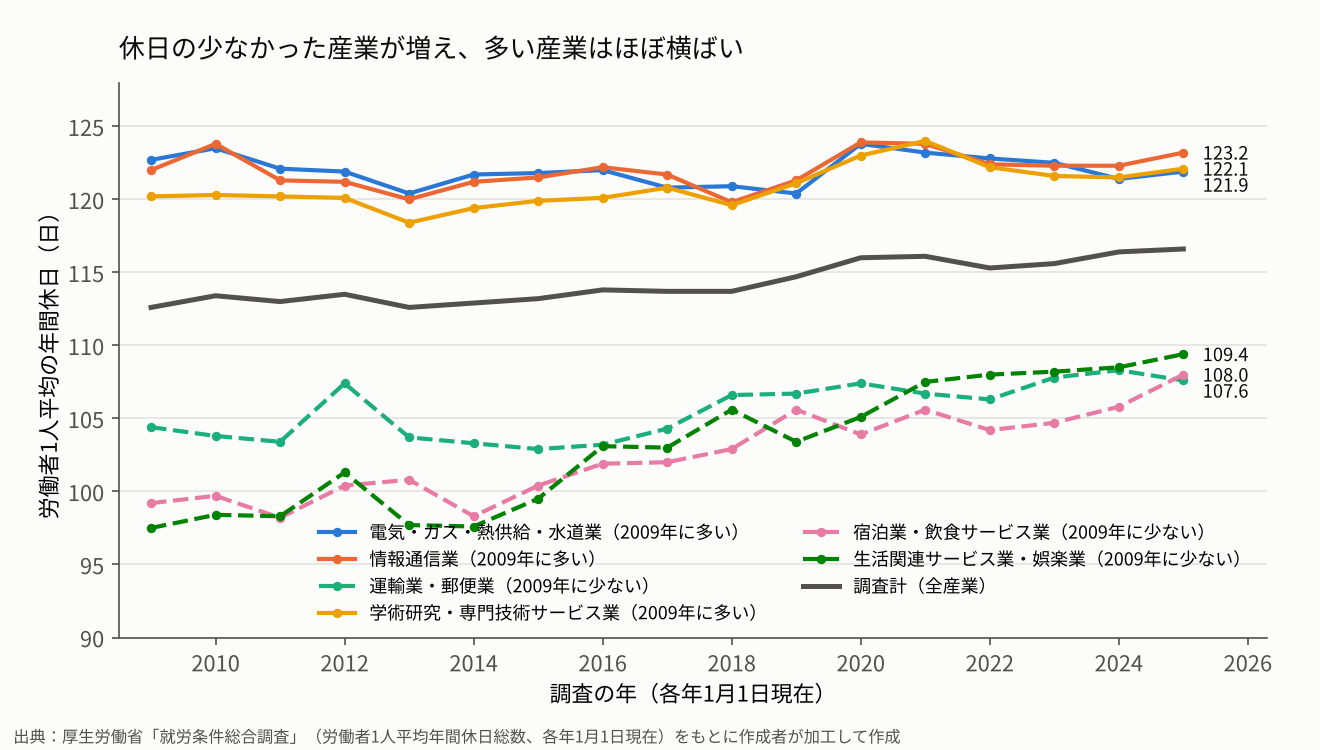 休日の少なかった産業が増え、多い産業はほぼ横ばい
労働者1人平均の年間休日（日）
125
120
115
110
105
100
95
90
123.2
122.1
121.9
109.4
108.0
107.6
電気・ガス・熱供給・水道業（2009年に多い）
情報通信業（2009年に多い）
運輸業・郵便業（2009年に少ない）
学術研究・専門技術サービス業（2009年に多い）
宿泊業・飲食サービス業（2009年に少ない）
生活関連サービス業・娯楽業（2009年に少ない）
調査計（全産業）
2010 2012 2014 2016 2018 2020 2022 2024 2026
調査の年（各年1月1日現在）
出典：厚生労働省「就労条件総合調査」（労働者1人平均年間休日総数、各年1月1日現在）をもとに作成者が加工して作成